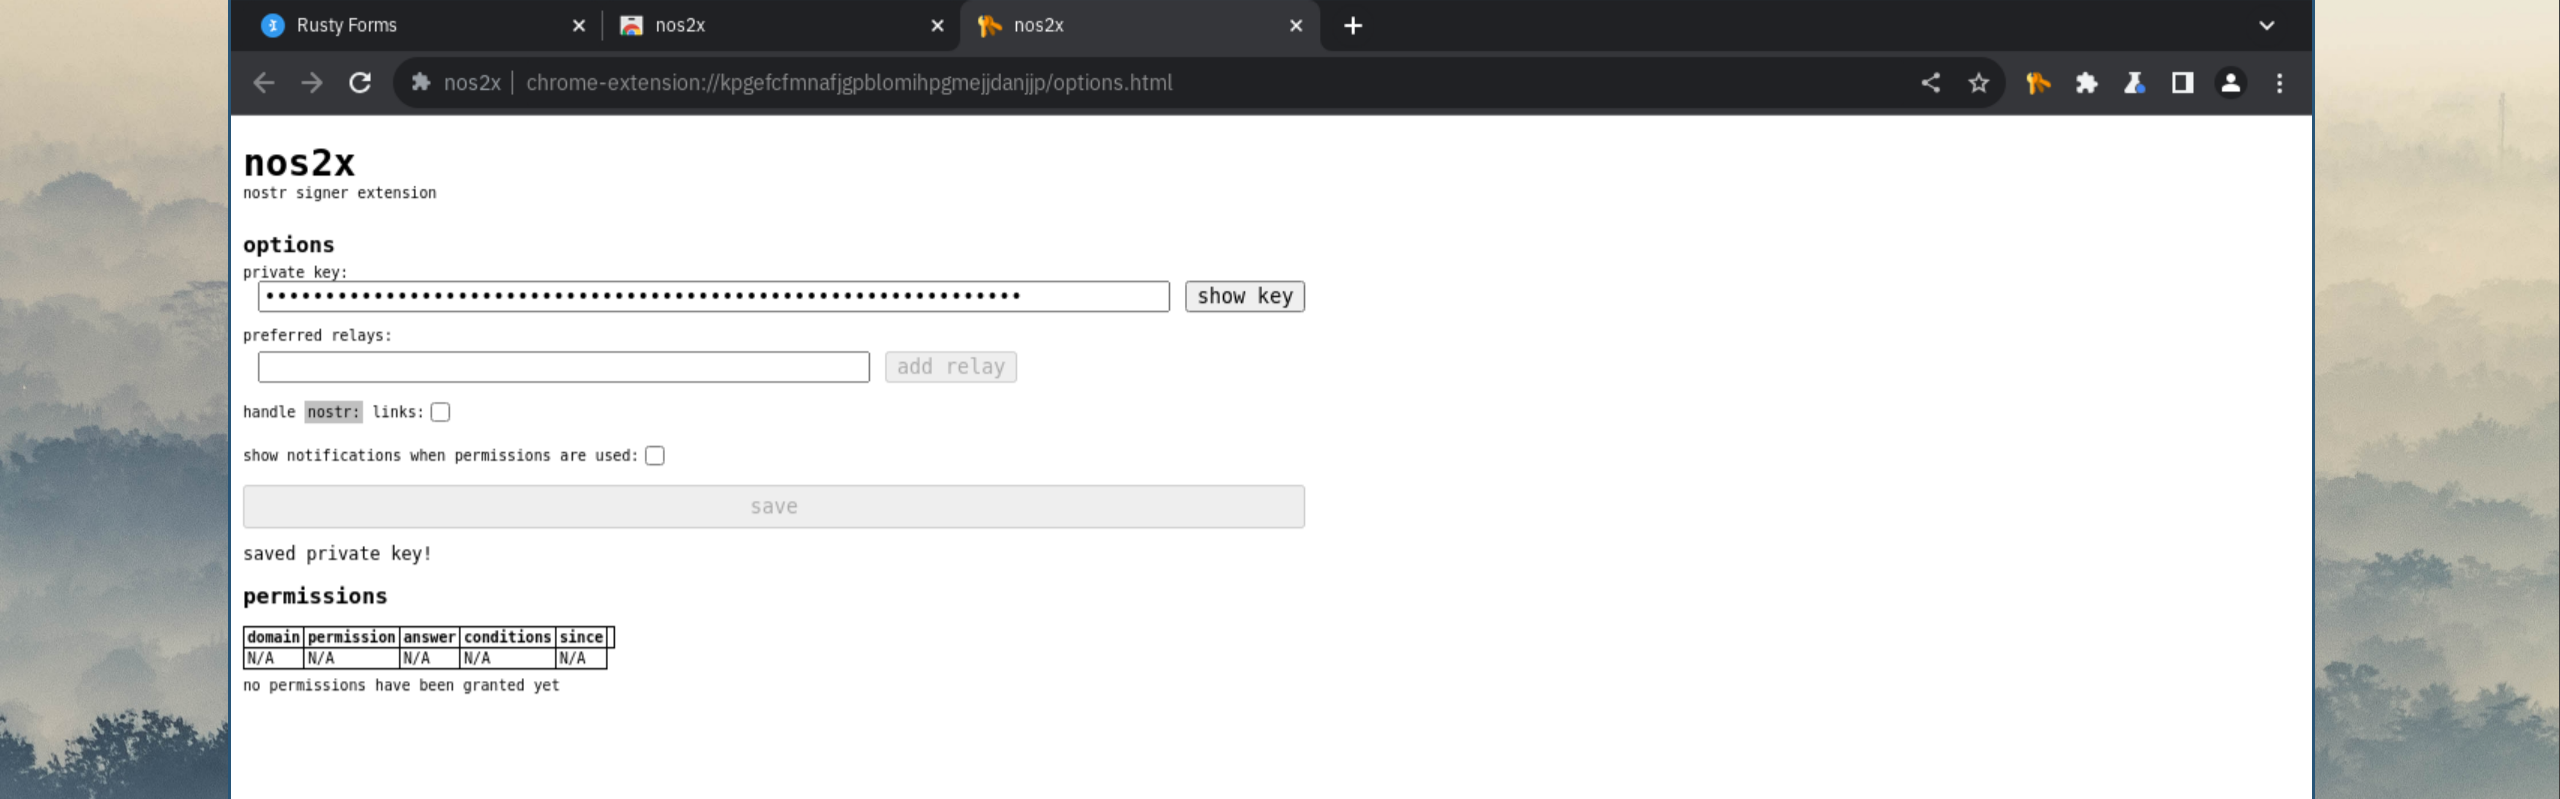 Rusty Forms
nos2x
nos2x
nos2x | chrome-extension://kpgefcfmnafjgpblomihpgmejjdanjjp/options.html
nos2x
nostr signer extension
options
private key:
•••••••••••••••••••••••••••••••••••••••••••••••••••••••••••••••
show key
preferred relays:
add relay
handle nostr: links:
show notifications when permissions are used:
save
saved private key!
permissions
domain permission answer conditions since
N/A N/A N/A N/A N/A
no permissions have been granted yet